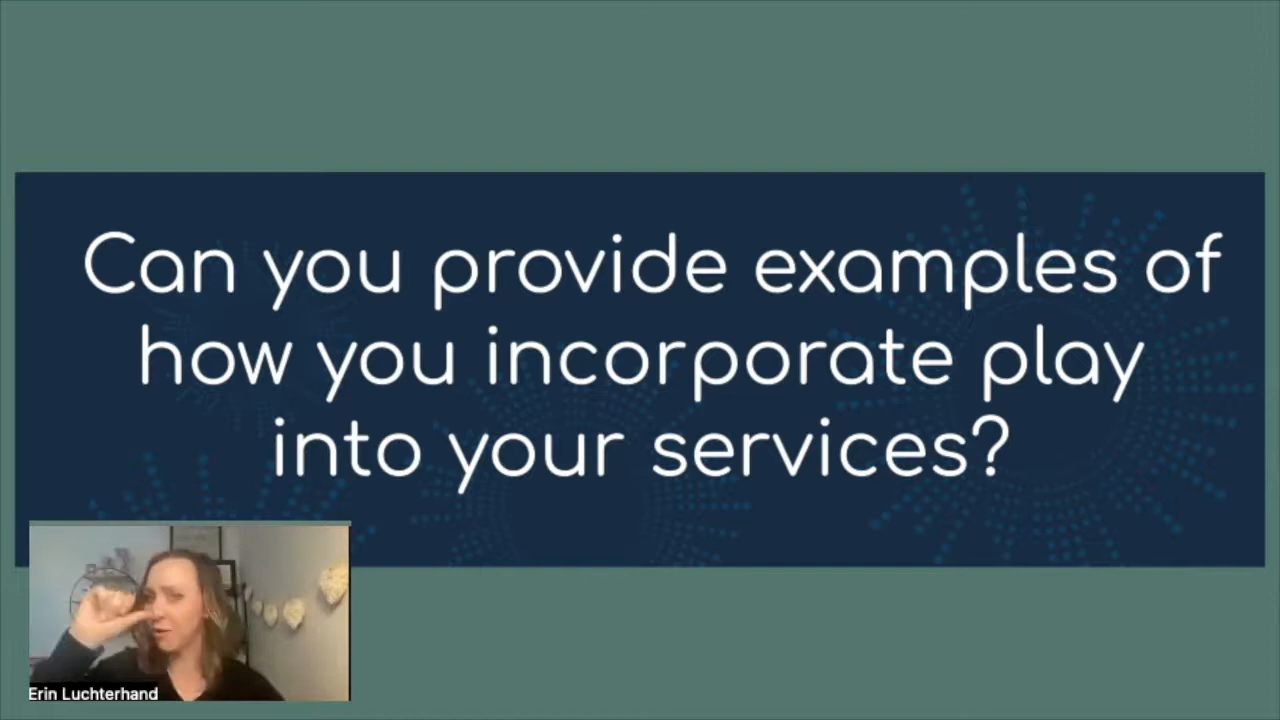 Can you provide examples of
how you incorporate play
into your services?
Erin Luchterhand